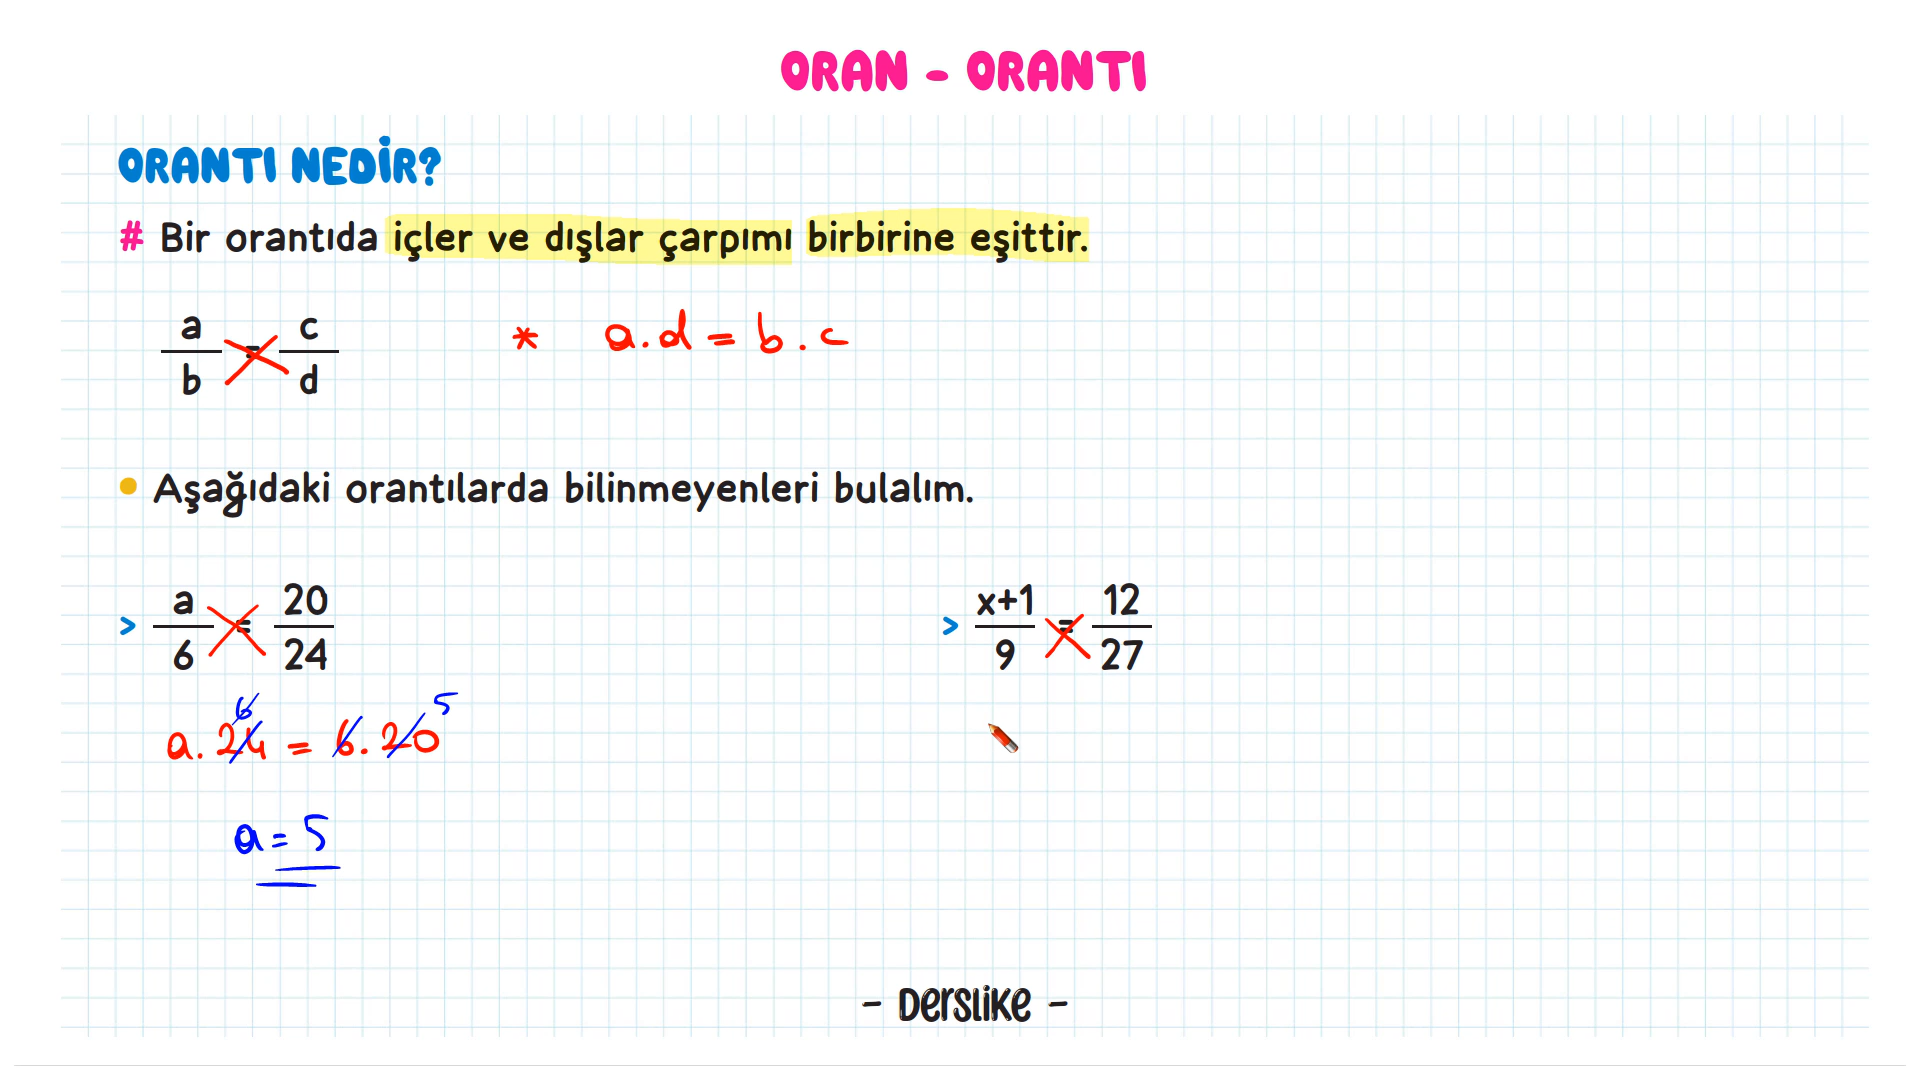 ORAN - ORANTI
ORANTI NEDİR?
# Bir orantıda içler ve dışlar çarpımı birbirine eşittir.
a/b = c/d
* a.d = b.c
Aşağıdaki orantılarda bilinmeyenleri bulalım.
> a/6 = 20/24
> x+1/9 = 12/27
6 5
a.24 = 6.20
a = 5
- Derslike -